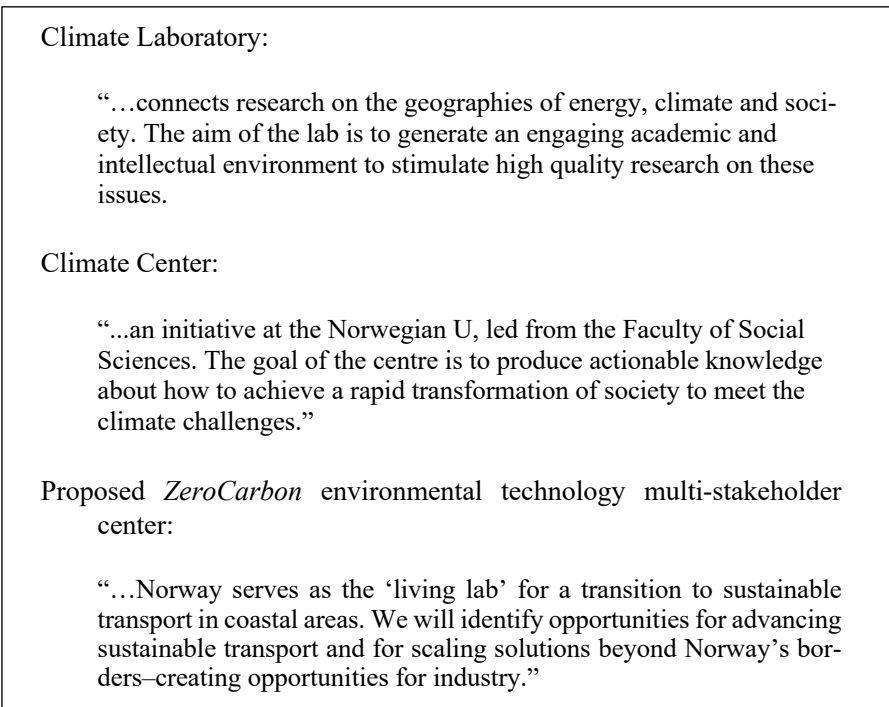 Climate Laboratory:
“…connects research on the geographies of energy, climate and soci-
ety. The aim of the lab is to generate an engaging academic and
intellectual environment to stimulate high quality research on these
issues.
Climate Center:
“...an initiative at the Norwegian U, led from the Faculty of Social
Sciences. The goal of the centre is to produce actionable knowledge
about how to achieve a rapid transformation of society to meet the
climate challenges.”
Proposed ZeroCarbon environmental technology multi-stakeholder
center:
“…Norway serves as the ‘living lab’ for a transition to sustainable
transport in coastal areas. We will identify opportunities for advancing
sustainable transport and for scaling solutions beyond Norway’s bor-
ders–creating opportunities for industry.”